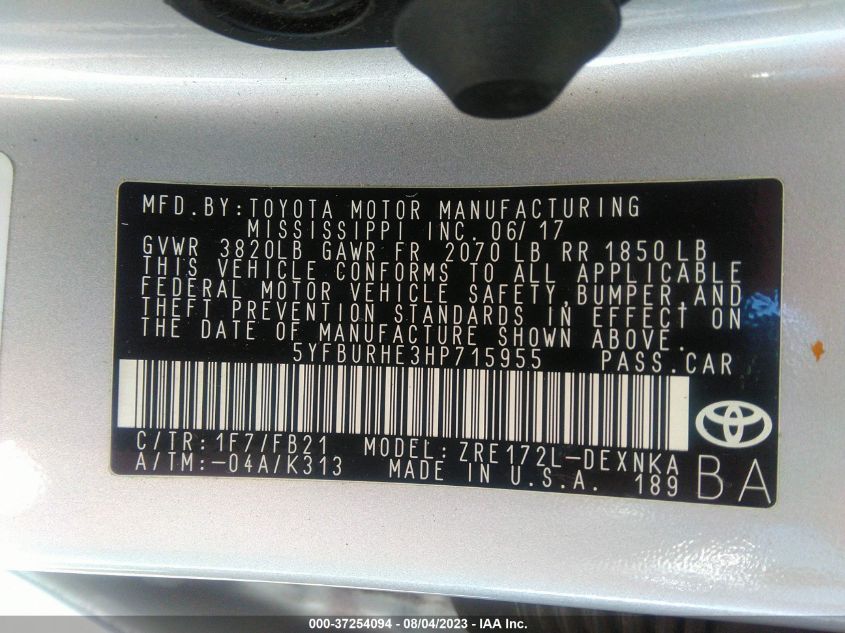 MFD.BY:TOYOTA MOTOR MANUFACTURING
MISSISSIPPI INC. 06/17
GVWR 3820LB GAWR FR 2070 LB RR 1850 LB
THIS VEHICLE CONFORMS TO ALL APPLICABLE
FEDERAL MOTOR VEHICLE SAFETY,BUMPER,AND
THEFT PREVENTION STANDARDS IN EFFECT ON
THE DATE OF MANUFACTURE SHOWN ABOVE.
5YFBURHE3HP715955 PASS.CAR
C/TR:1F7/FB21 MODEL:ZRE172L-DEXNKA
A/TM:-04A/K313 MADE IN U.S.A. 189 BA
000-37254094 - 08/04/2023 - IAA Inc.